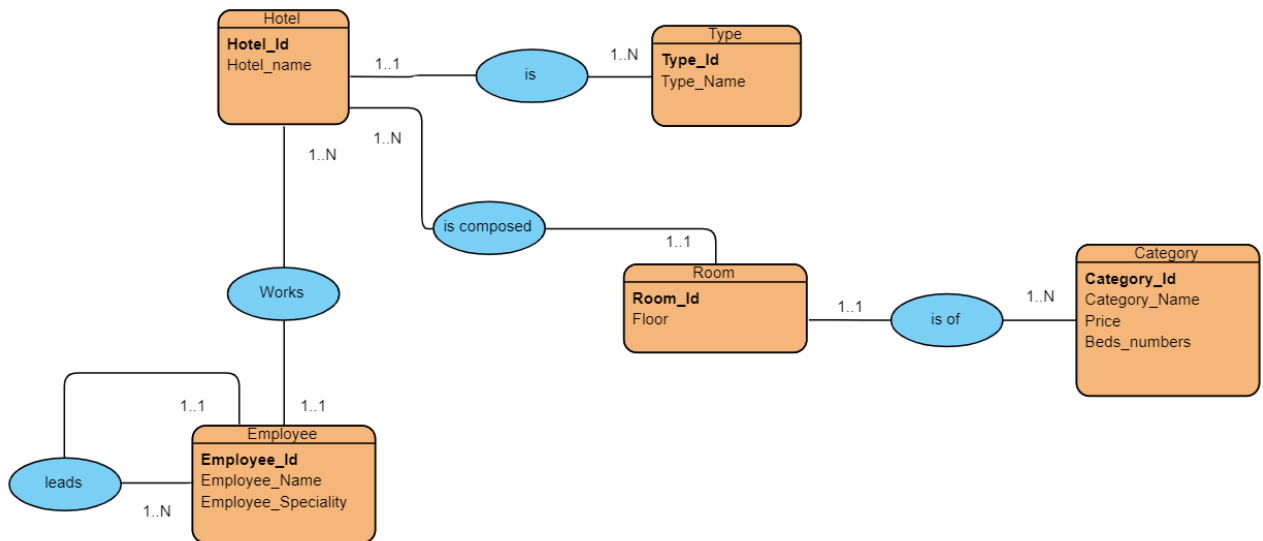 Hotel
Hotel_Id
Hotel_name
1..1
is
1..N
Type
Type_Id
Type_Name
1..N
1..N
is composed
1..1
Room
Room_Id
Floor
1..1
is of
1..N
Category
Category_Id
Category_Name
Price
Beds_numbers
Works
1..1
1..1
Employee
Employee_Id
Employee_Name
Employee_Speciality
leads
1..N